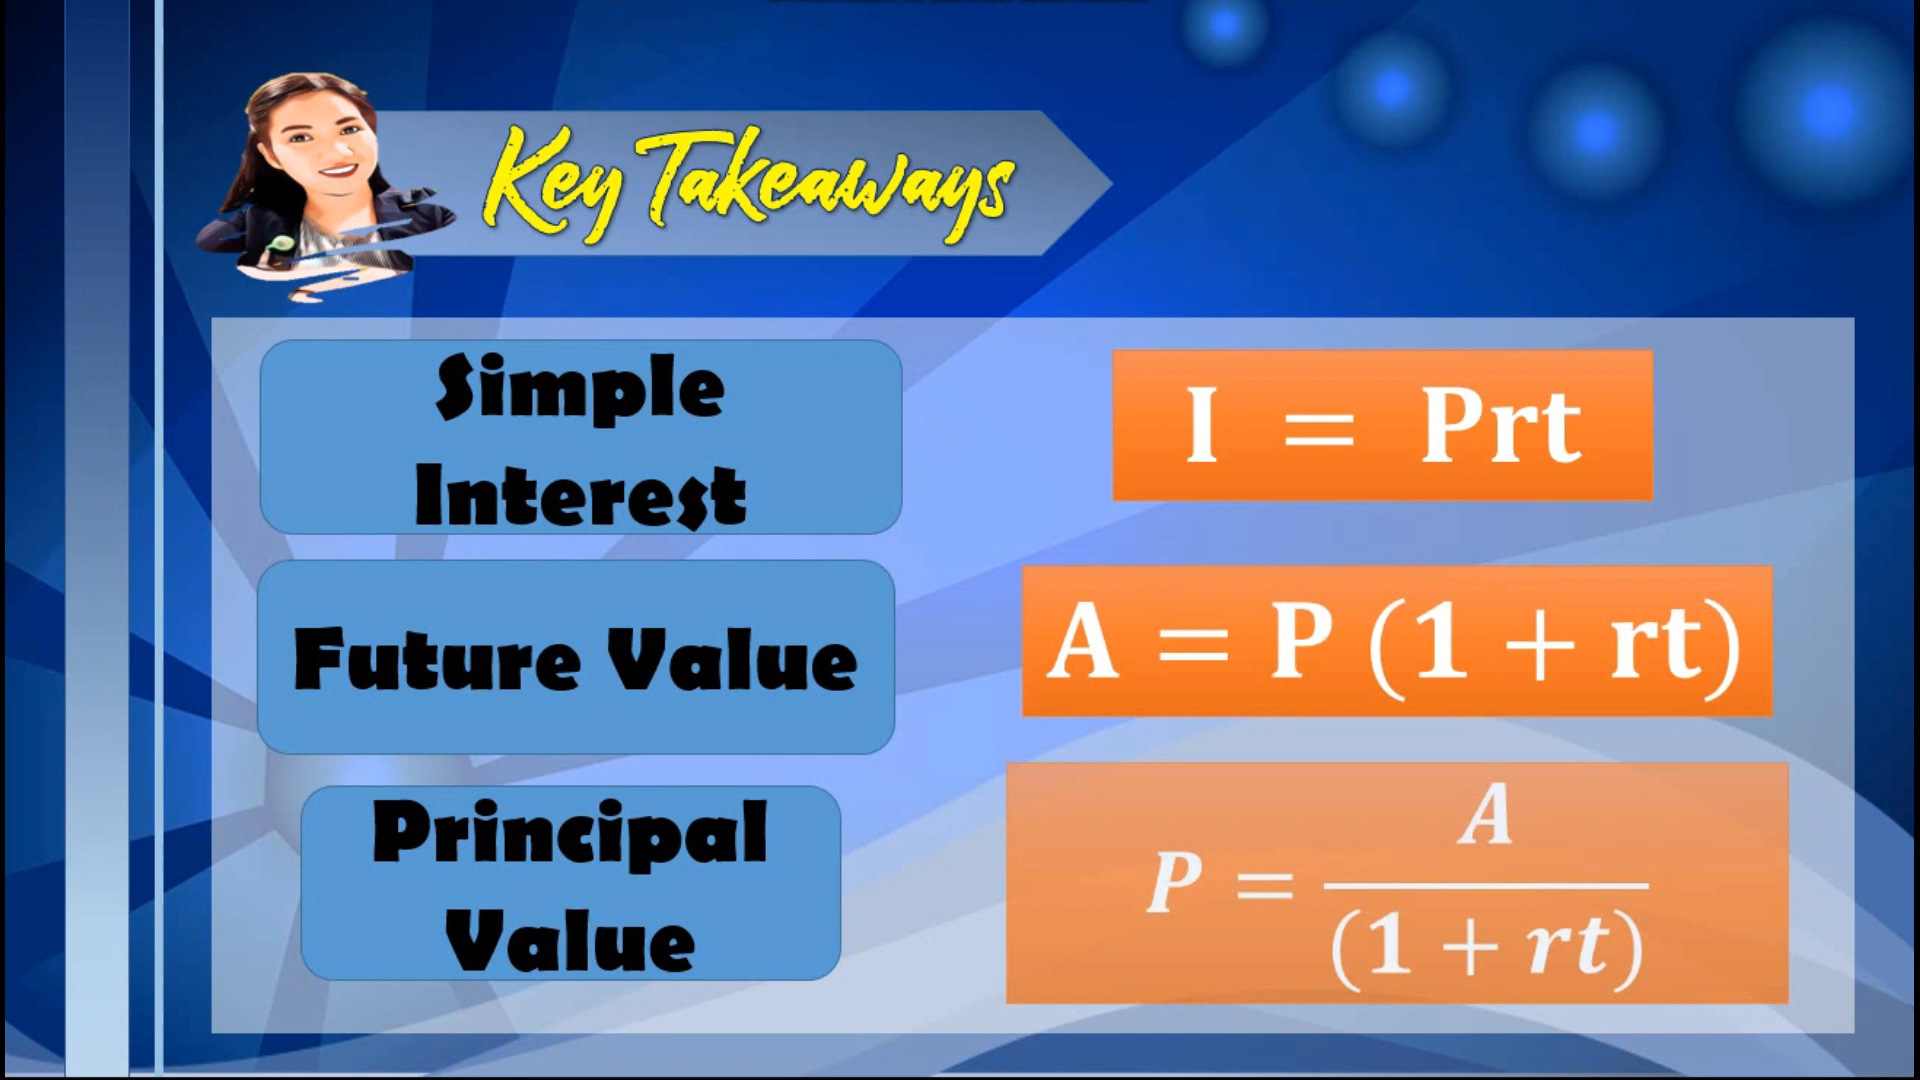 Key Takeaways
Simple
Interest
I = Prt
Future Value
A = P (1 + rt)
Principal
Value
P = A / (1 + rt)